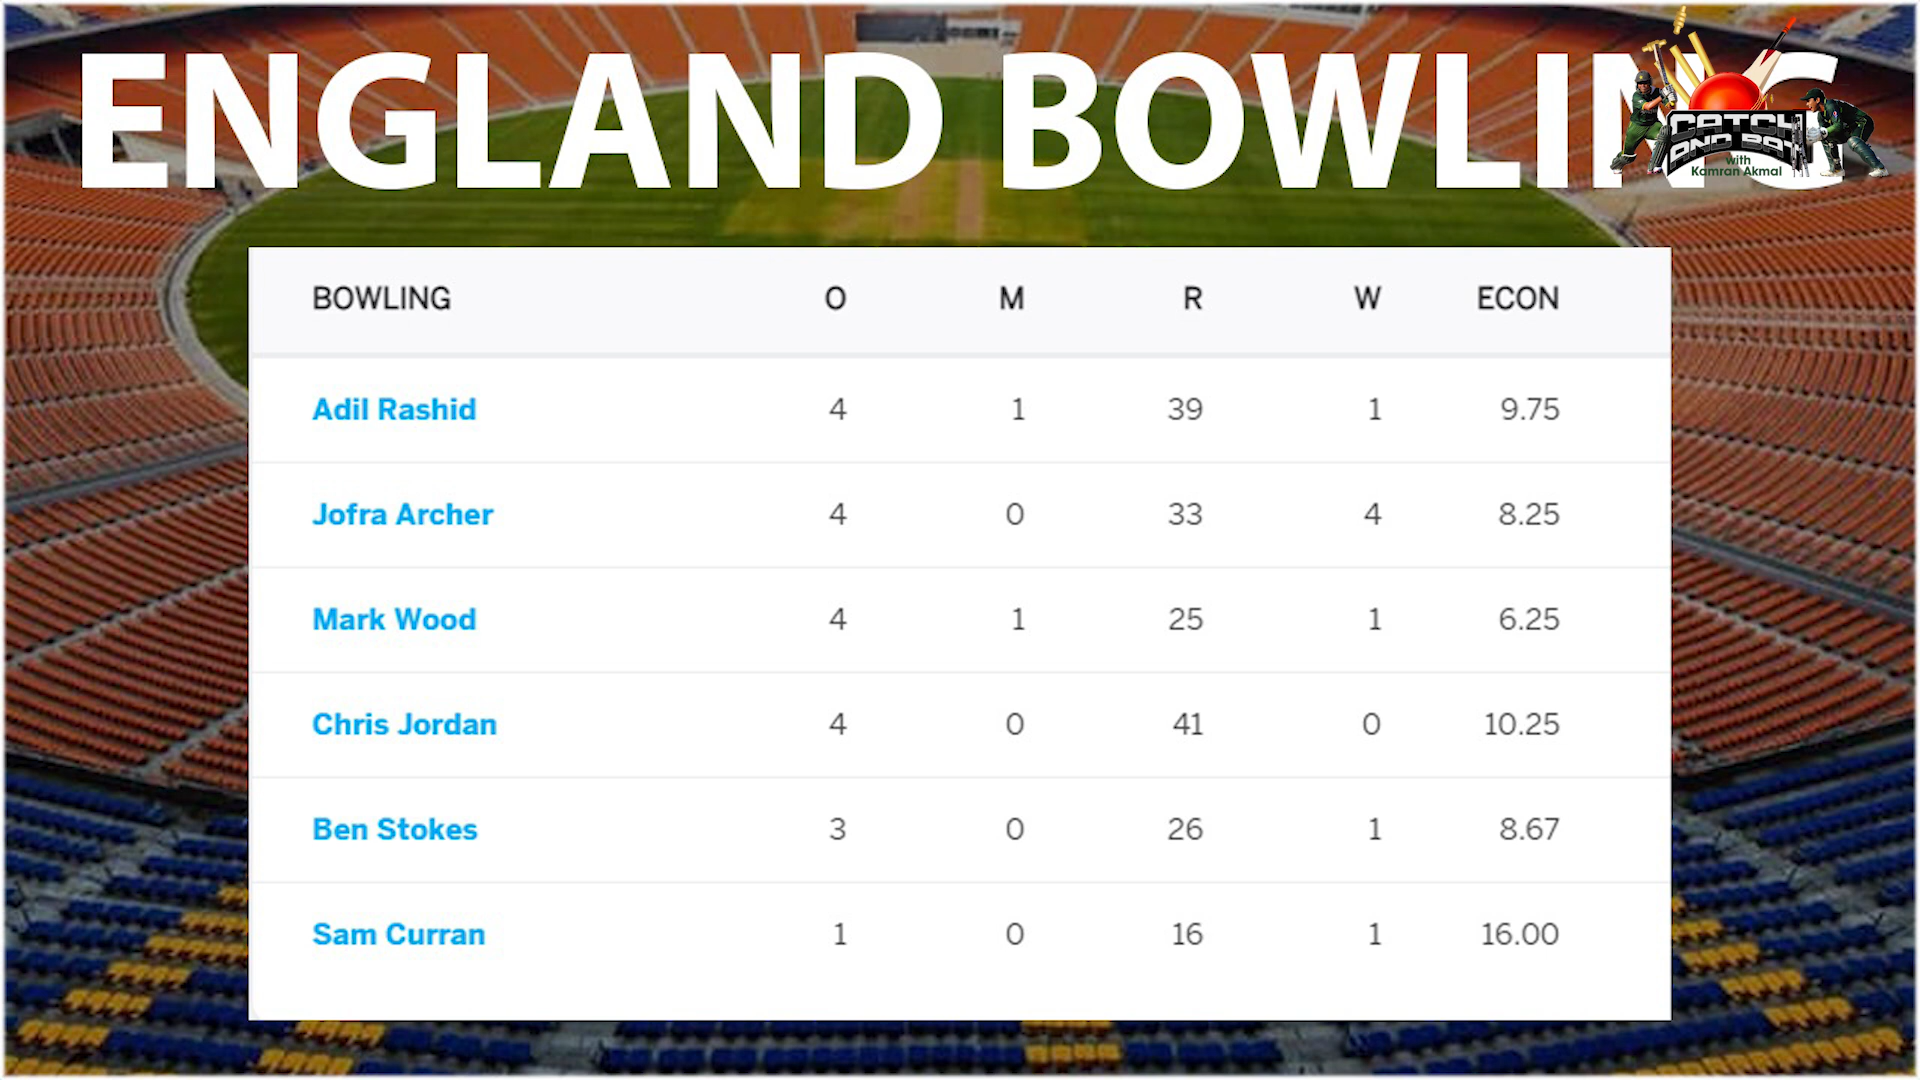 ENGLAND BOWLING
CATCH
AND BAT
with
Kamran Akmal
BOWLING O M R W ECON
Adil Rashid 4 1 39 1 9.75
Jofra Archer 4 0 33 4 8.25
Mark Wood 4 1 25 1 6.25
Chris Jordan 4 0 41 0 10.25
Ben Stokes 3 0 26 1 8.67
Sam Curran 1 0 16 1 16.00